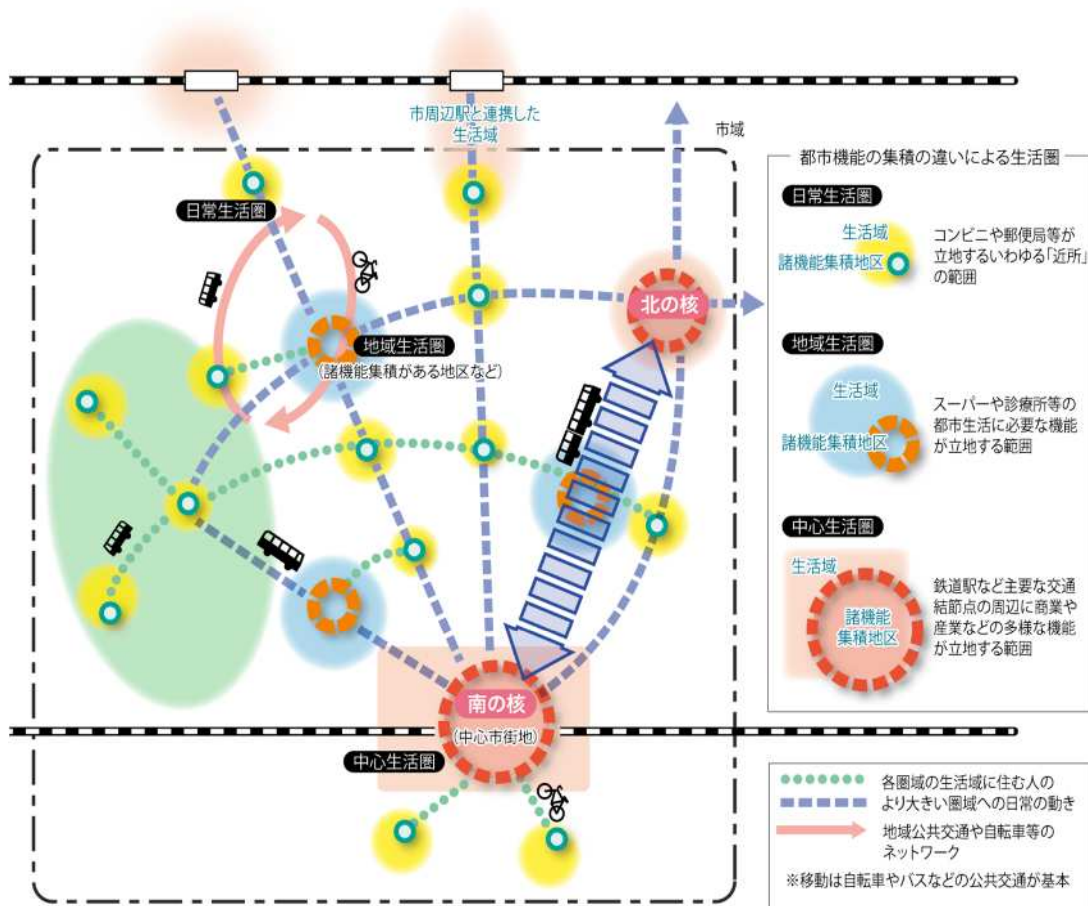 市周辺駅と連携した
生活域
市域
日常生活圏
北の核
地域生活圏
(諸機能集積がある地区など)
南の核
(中心市街地)
中心生活圏
都市機能の集積の違いによる生活圏
日常生活圏
生活域
諸機能集積地区
コンビニや郵便局等が
立地するいわゆる「近所」
の範囲
地域生活圏
生活域
諸機能集積地区
スーパーや診療所等の
都市生活に必要な機能
が立地する範囲
中心生活圏
生活域
諸機能
集積地区
鉄道駅など主要な交通
結節点の周辺に商業や
産業などの多様な機能
が立地する範囲
各圏域の生活域に住む人の
より大きい圏域への日常の動き
地域公共交通や自転車等の
ネットワーク
※移動は自転車やバスなどの公共交通が基本